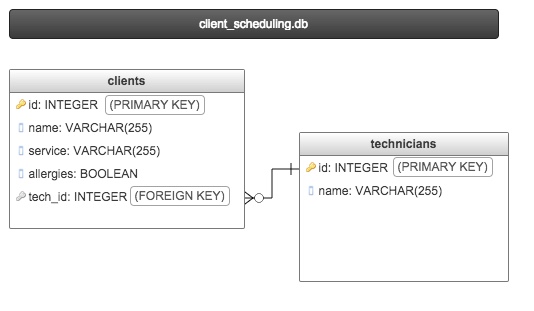 client_scheduling.db
clients
id: INTEGER (PRIMARY KEY)
name: VARCHAR(255)
service: VARCHAR(255)
allergies: BOOLEAN
tech_id: INTEGER (FOREIGN KEY)
technicians
id: INTEGER (PRIMARY KEY)
name: VARCHAR(255)